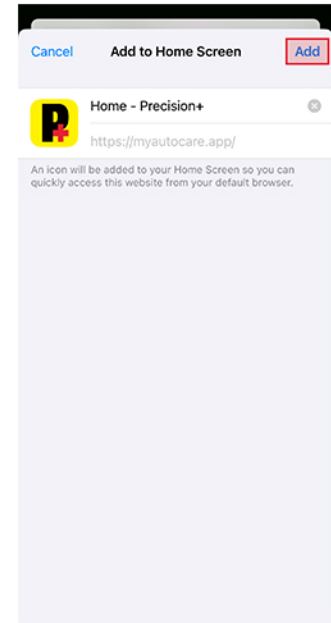 Cancel Add to Home Screen Add
P+
Home - Precision+
https://myautocare.app/
An icon will be added to your Home Screen so you can
quickly access this website from your default browser.